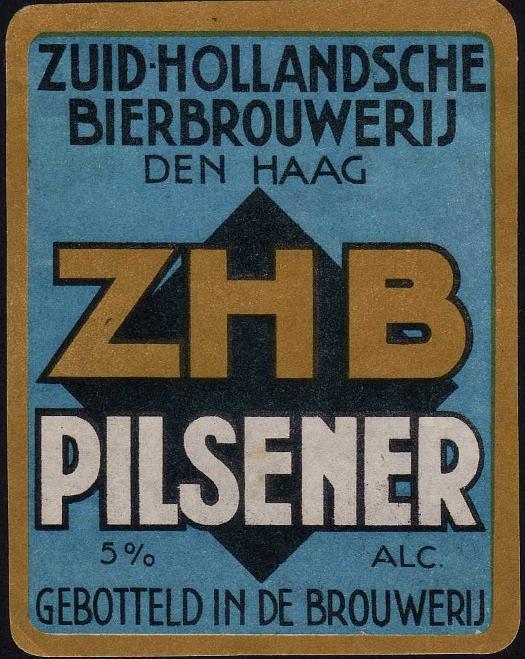 ZUID-HOLLANDSCHE
BIERBROUWERIJ
DEN HAAG
ZHB
PILSENER
5% ALC.
GEBOTTELD IN DE BROUWERIJ